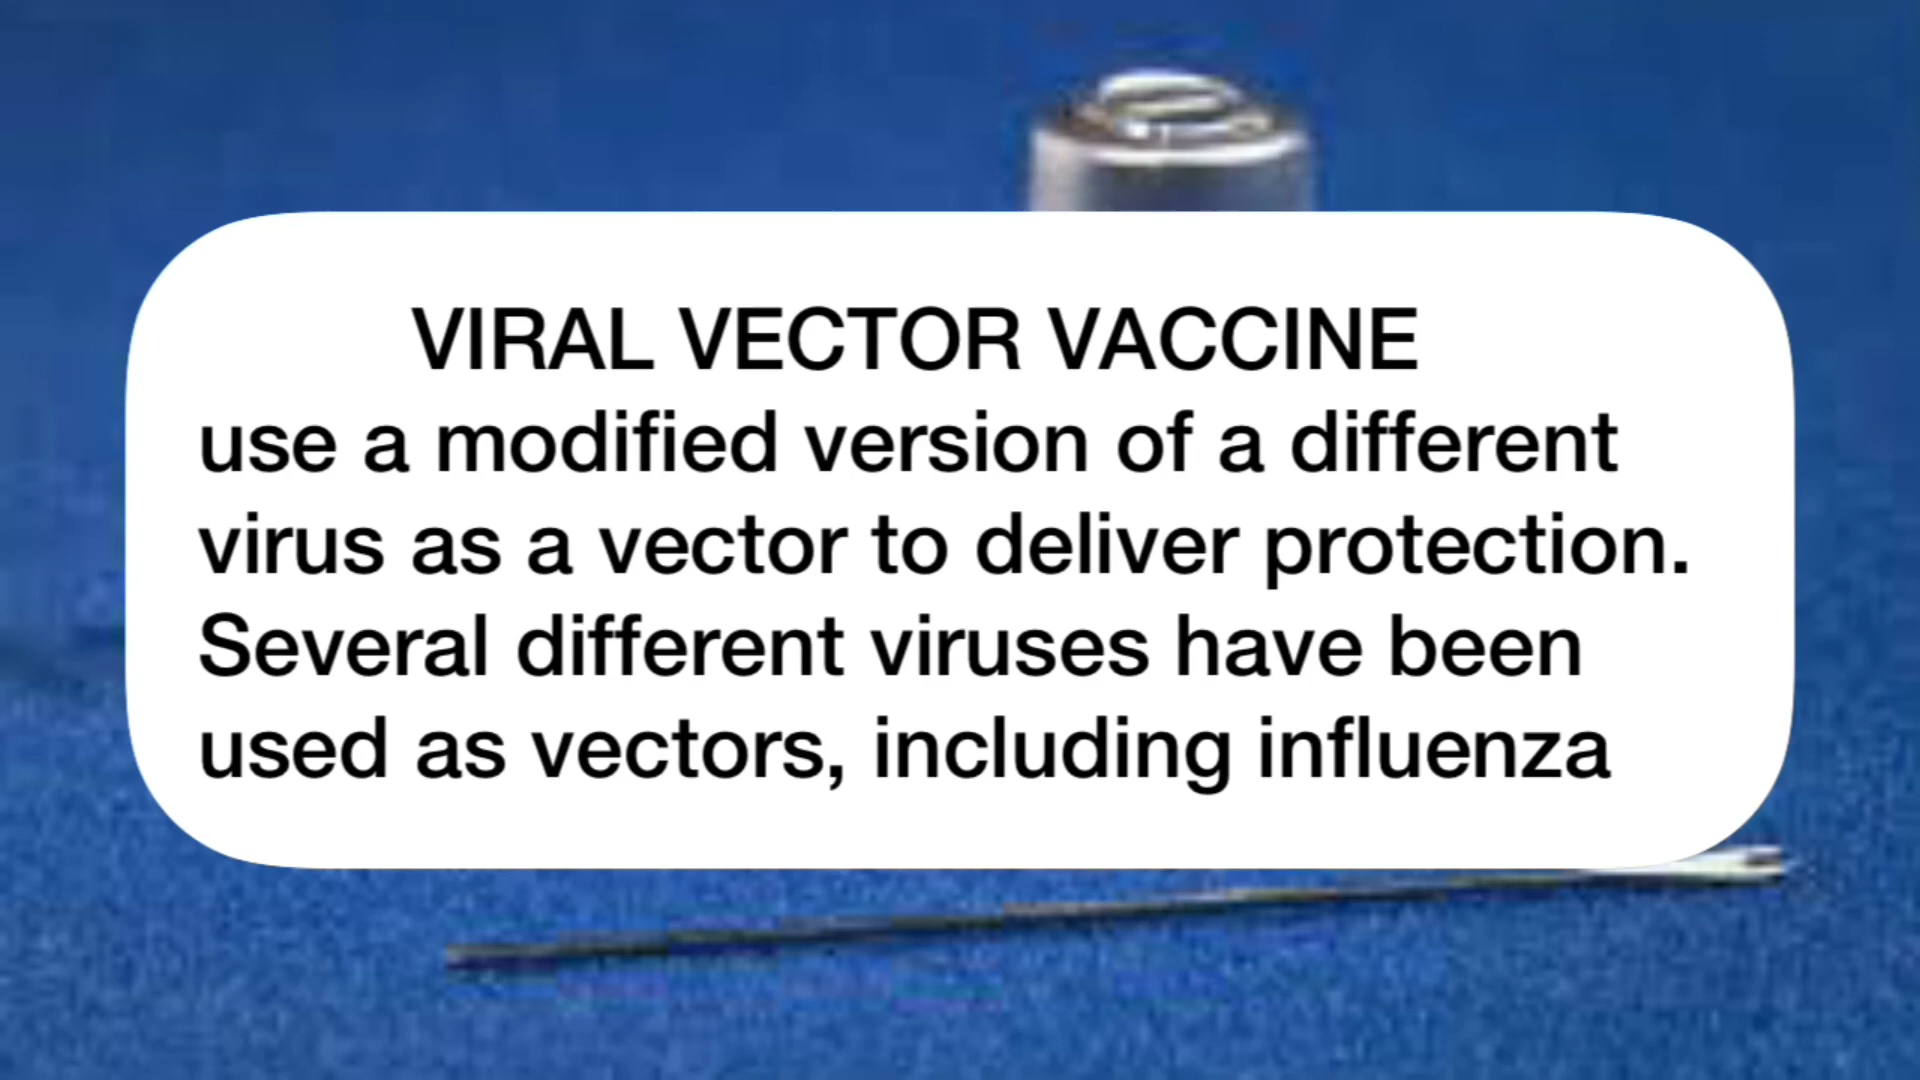 VIRAL VECTOR VACCINE
use a modified version of a different
virus as a vector to deliver protection.
Several different viruses have been
used as vectors, including influenza